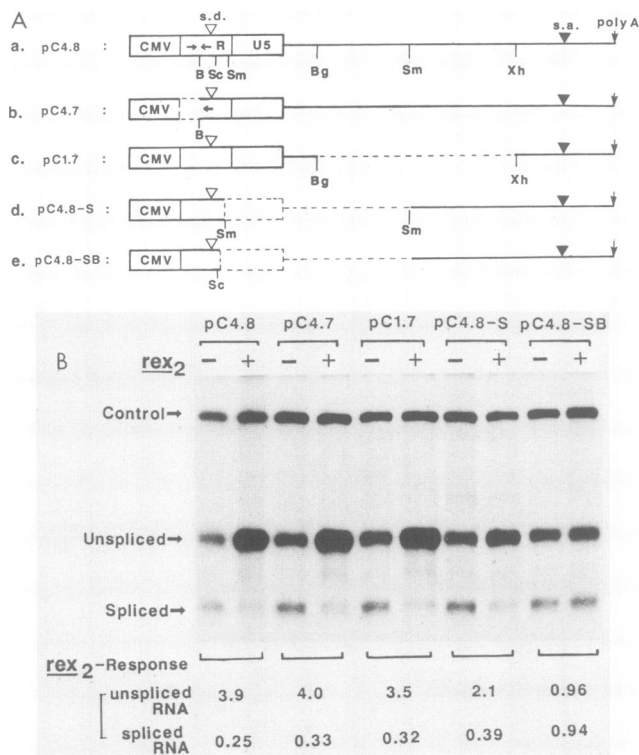 A
s.d.
s.a.
poly A
a. pC4.8 : CMV R U5
B Sc Sm Bg Sm Xh
b. pC4.7 : CMV
B
c. pC1.7 : CMV
Bg Xh
d. pC4.8-S : CMV
Sm Sm
e. pC4.8-SB : CMV
Sc
B
pC4.8 pC4.7 pC1.7 pC4.8-S pC4.8-SB
rex2 − + − + − + − + − +
Control→
Unspliced→
Spliced→
rex2-Response
unspliced RNA 3.9 4.0 3.5 2.1 0.96
spliced RNA 0.25 0.33 0.32 0.39 0.94